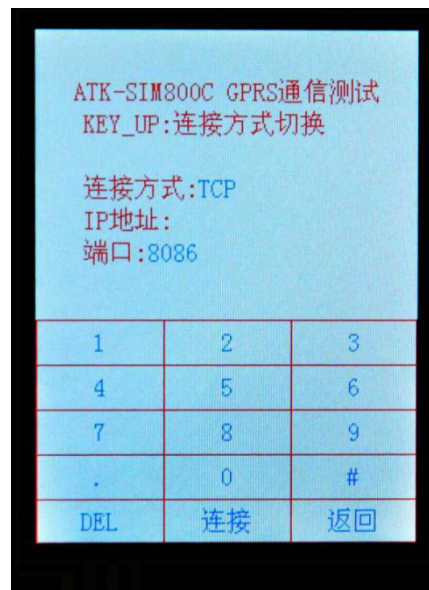 ATK-SIM800C GPRS通信测试
KEY_UP:连接方式切换
连接方式:TCP
IP地址:
端口:8086
1 2 3
4 5 6
7 8 9
. 0 #
DEL 连接 返回